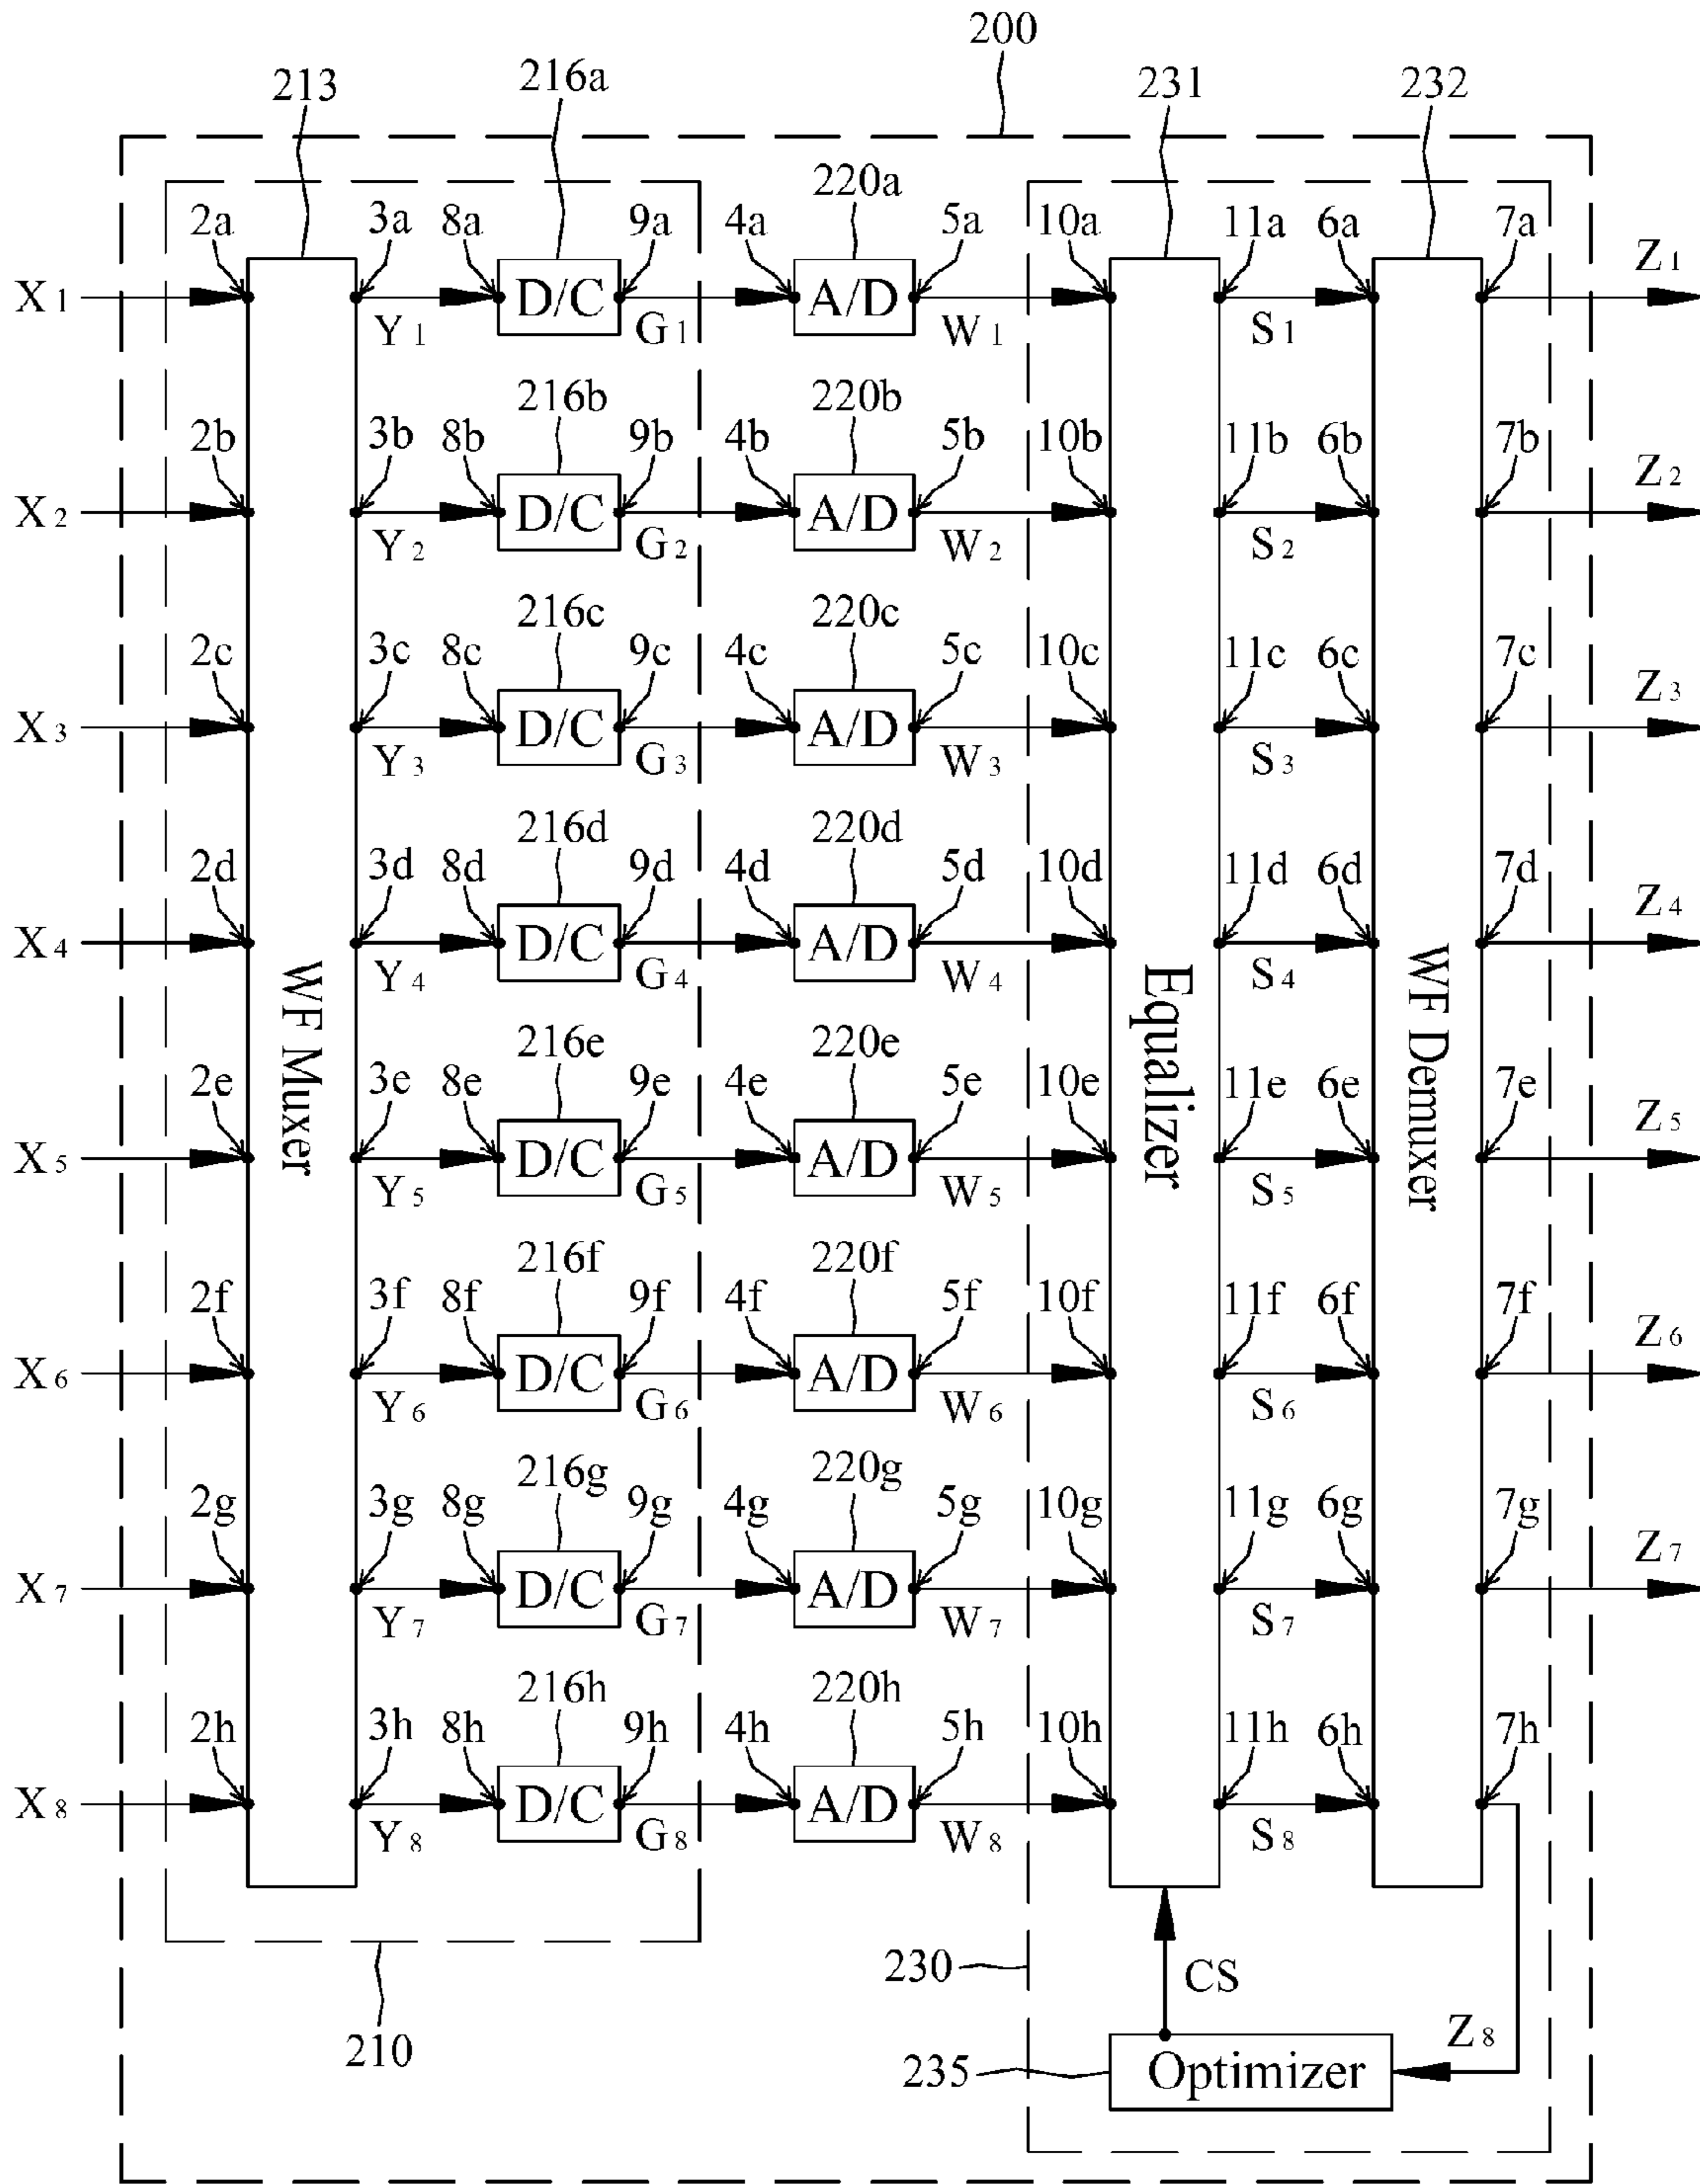 200
213 216a 231 232
220a
2a 3a 8a 9a 4a 5a 10a 11a 6a 7a
X1 D/C A/D Z1
Y1 G1 W1 S1
216b 220b
2b 3b 8b 9b 4b 5b 10b 11b 6b 7b
X2 D/C A/D Z2
Y2 G2 W2 S2
216c 220c
2c 3c 8c 9c 4c 5c 10c 11c 6c 7c
X3 D/C A/D Z3
Y3 G3 W3 S3
216d 220d
2d 3d 8d 9d 4d 5d 10d 11d 6d 7d
X4 D/C A/D Z4
Y4 G4 W4 S4
WF Muxer
Equalizer
WF Demuxer
216e 220e
2e 3e 8e 9e 4e 5e 10e 11e 6e 7e
X5 D/C A/D Z5
Y5 G5 W5 S5
216f 220f
2f 3f 8f 9f 4f 5f 10f 11f 6f 7f
X6 D/C A/D Z6
Y6 G6 W6 S6
216g 220g
2g 3g 8g 9g 4g 5g 10g 11g 6g 7g
X7 D/C A/D Z7
Y7 G7 W7 S7
216h 220h
2h 3h 8h 9h 4h 5h 10h 11h 6h 7h
X8 D/C A/D
Y8 G8 W8 S8
230 CS
210 Z8
235 Optimizer